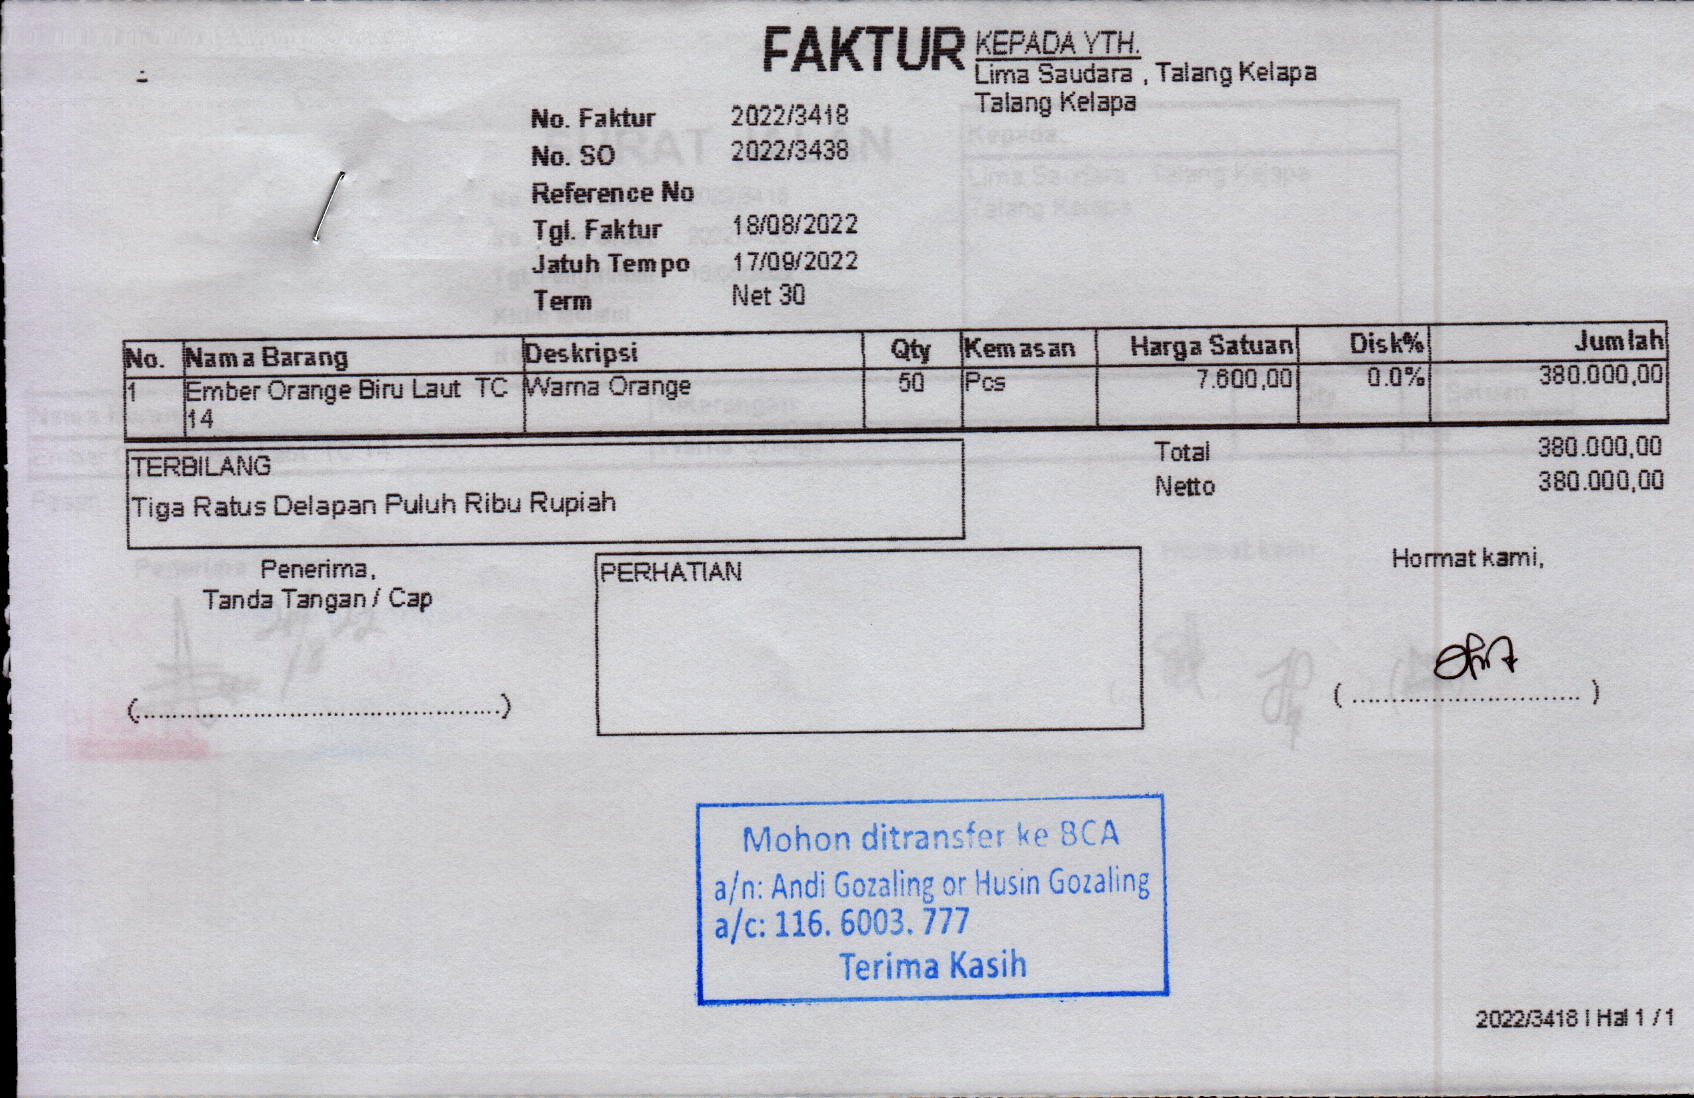 FAKTUR
KEPADA YTH.
Lima Saudara , Talang Kelapa
Talang Kelapa
No. Faktur 2022/3418
No. SO 2022/3438
Reference No
Tgl. Faktur 18/08/2022
Jatuh Tempo 17/09/2022
Term Net 30
No. Nama Barang Deskripsi Qty Kemasan Harga Satuan Disk% Jumlah
1 Ember Orange Biru Laut TC Warna Orange 50 Pcs 7.600,00 0.0% 380.000,00
14
Total 380.000,00
Netto 380.000,00
TERBILANG
Tiga Ratus Delapan Puluh Ribu Rupiah
Penerima,
Tanda Tangan / Cap
PERHATIAN
Hormat kami,
(................................................)
( ............................... )
Mohon ditransfer ke BCA
a/n: Andi Gozaling or Husin Gozaling
a/c: 116. 6003. 777
Terima Kasih
2022/3418 | Hal 1 / 1